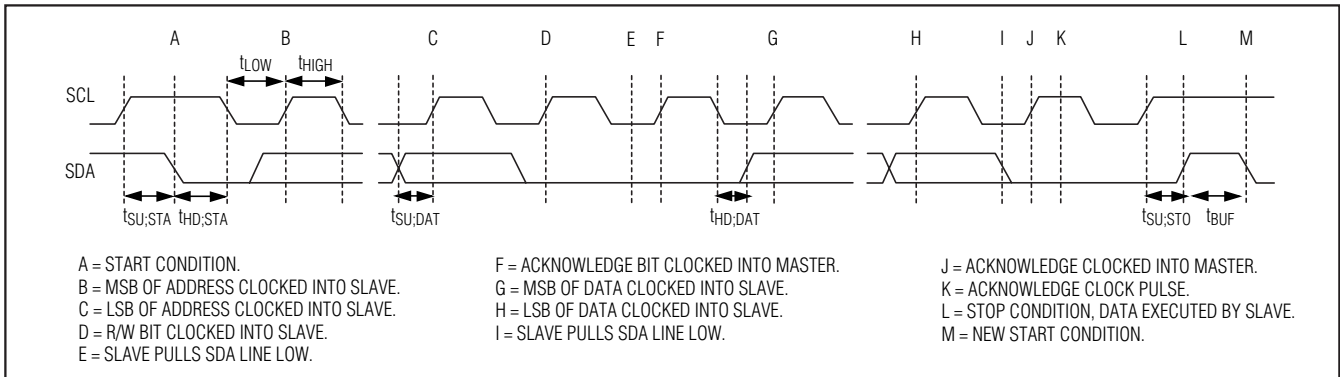 A B C D E F G H I J K L M
tLOW tHIGH
SCL
SDA
tSU;STA tHD;STA tSU;DAT tHD;DAT tSU;STO tBUF
A = START CONDITION.
B = MSB OF ADDRESS CLOCKED INTO SLAVE.
C = LSB OF ADDRESS CLOCKED INTO SLAVE.
D = R/W BIT CLOCKED INTO SLAVE.
E = SLAVE PULLS SDA LINE LOW.
F = ACKNOWLEDGE BIT CLOCKED INTO MASTER.
G = MSB OF DATA CLOCKED INTO SLAVE.
H = LSB OF DATA CLOCKED INTO SLAVE.
I = SLAVE PULLS SDA LINE LOW.
J = ACKNOWLEDGE CLOCKED INTO MASTER.
K = ACKNOWLEDGE CLOCK PULSE.
L = STOP CONDITION, DATA EXECUTED BY SLAVE.
M = NEW START CONDITION.